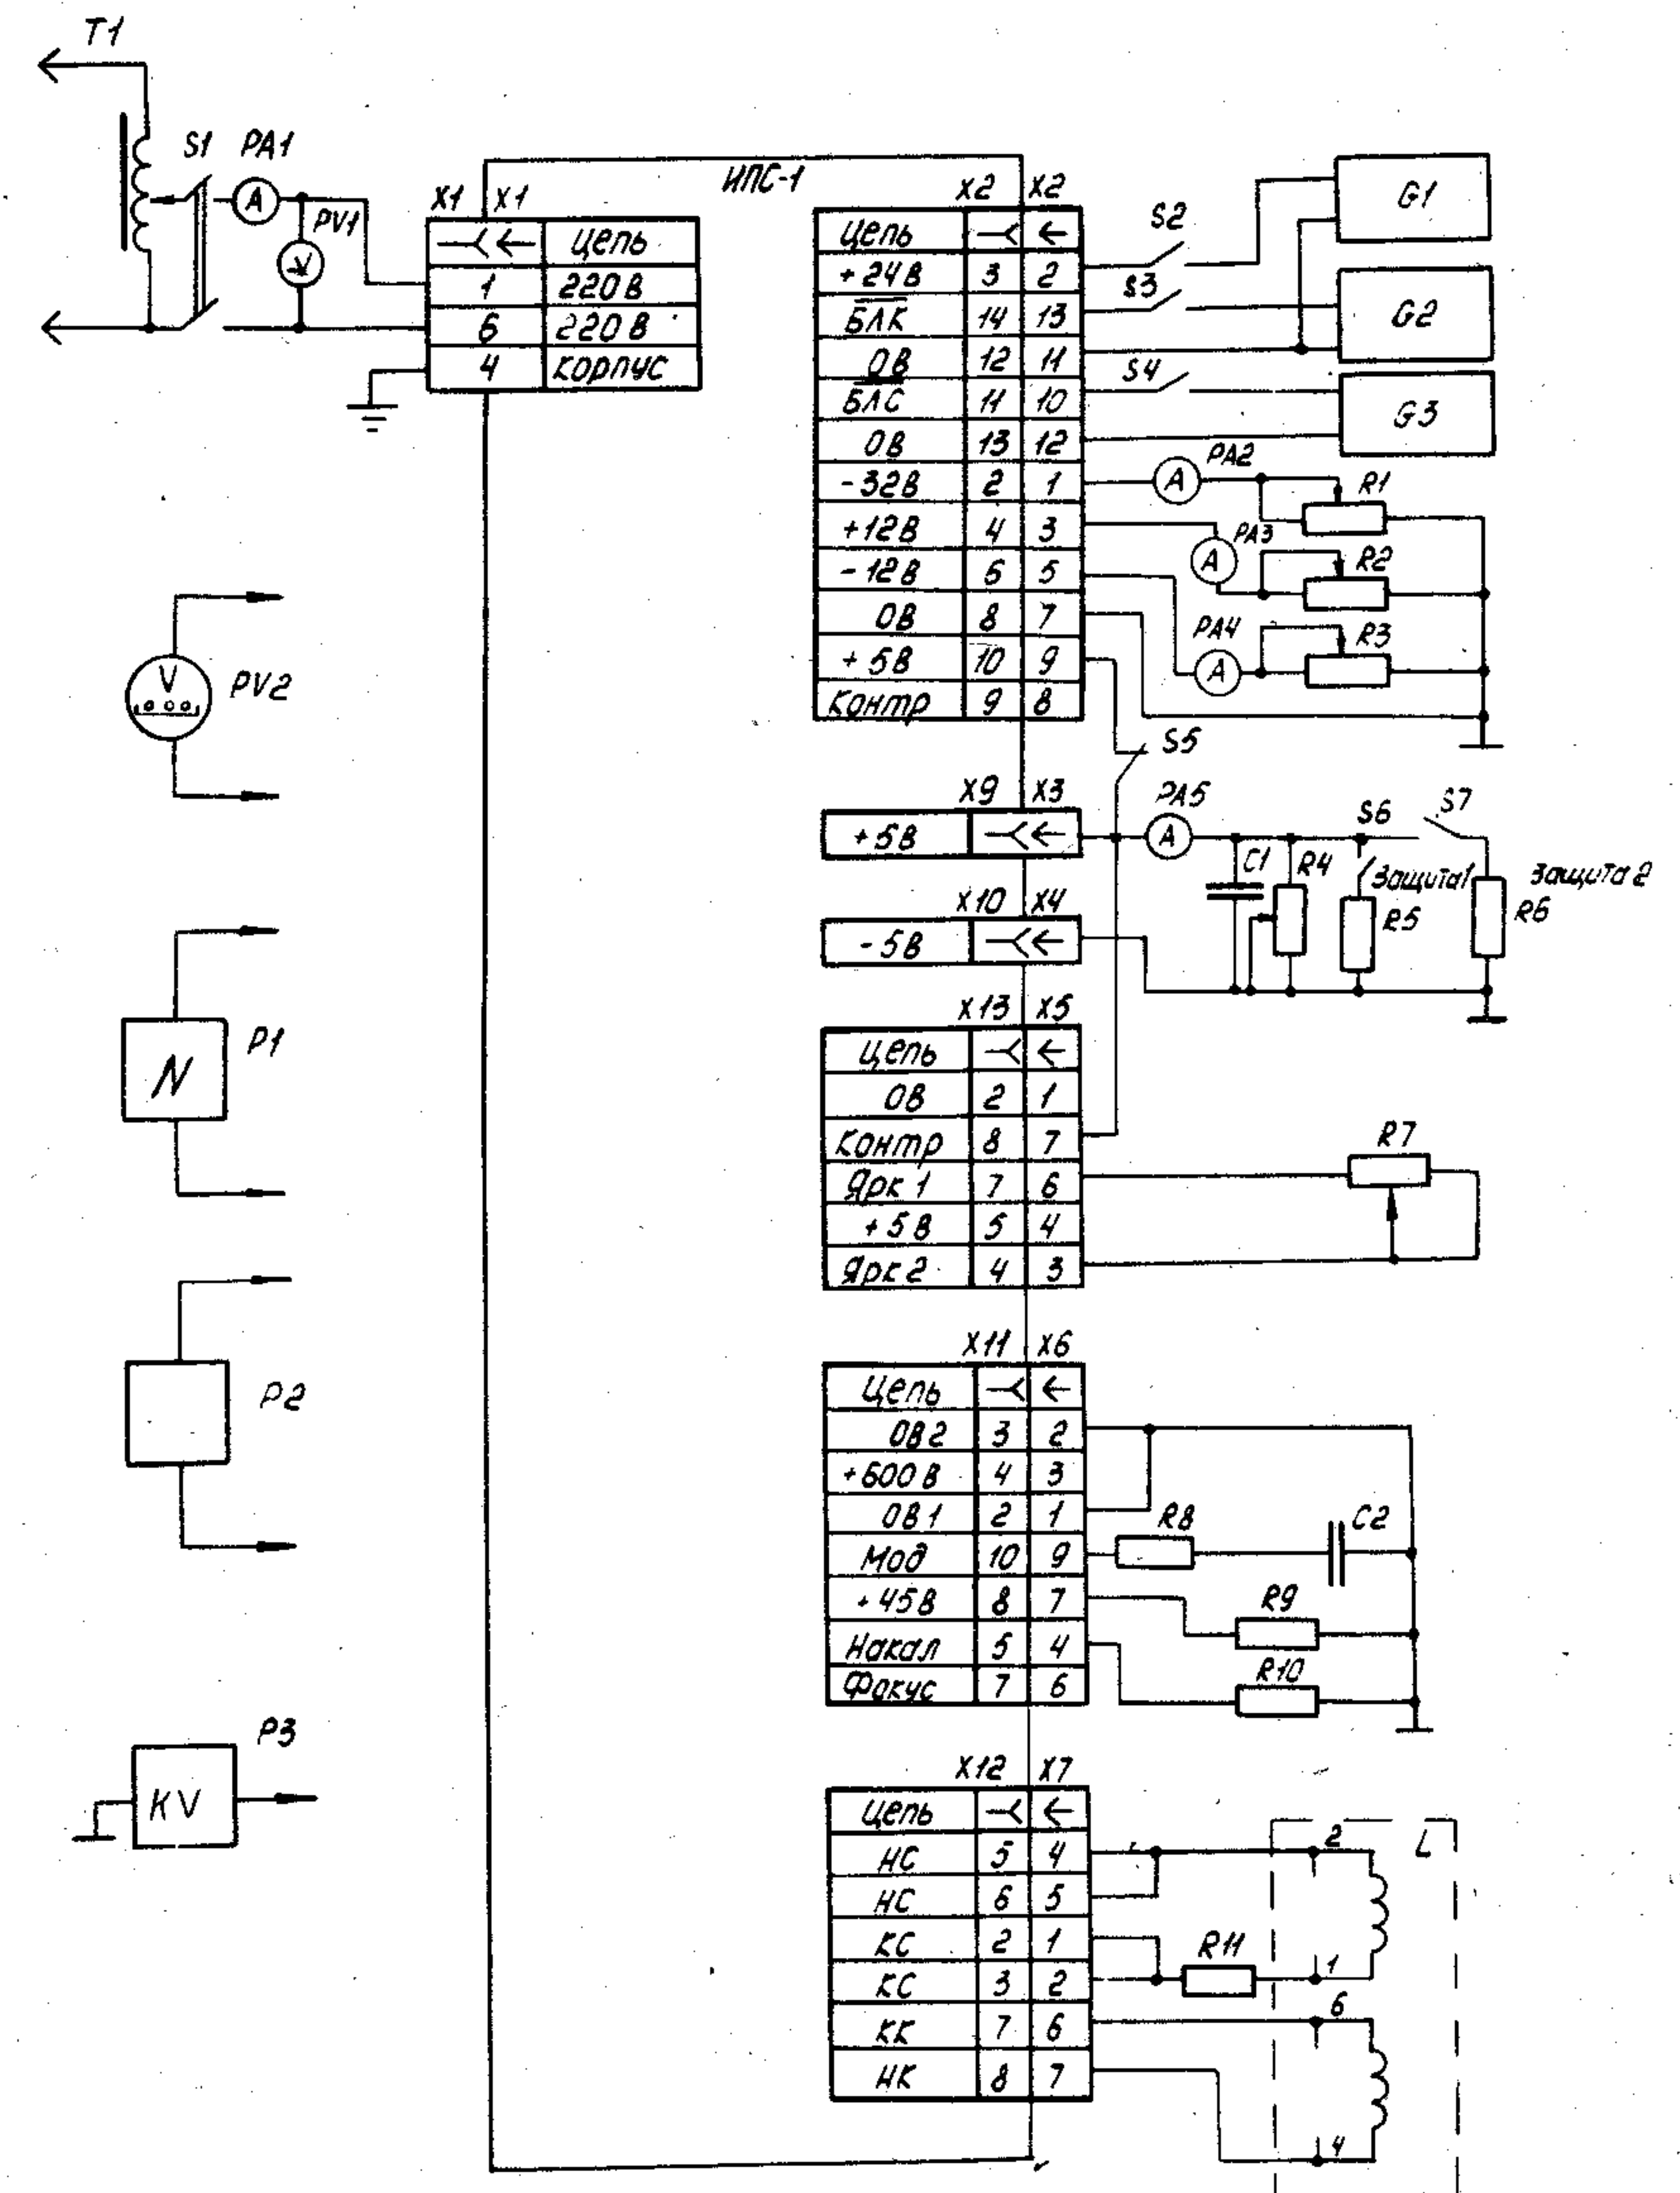 T1
S1 PA1
PV1
A
V
X1 X1
Цепь
1 220В
6 220В
4 Корпус
ИПС-1
X2 X2
Цепь
+24В 3 2
БЛК 14 13
0В 12 11
БЛС 11 10
0В 13 12
-32В 2 1
+12В 4 3
-12В 6 5
0В 8 7
+5В 10 9
Контр 9 8
S2
S3
S4
G1
G2
G3
PA2
A
R1
PA3
A
R2
PA4
A
R3
S5
V
PV2
X9 X3
+5В
PA5
A
S6
S7
C1
R4
Защита1
R5
Защита2
R6
X10 X4
-5В
P1
N
X13 X5
Цепь
0В 2 1
Контр 8 7
Ярк 1 7 6
+5В 5 4
Ярк 2 4 3
R7
P2
X11 X6
Цепь
0В2 3 2
+600В 4 3
0В1 2 1
Мод 10 9
+45В 8 7
Накал 5 4
Фокус 7 6
R8
C2
R9
R10
P3
KV
X12 X7
Цепь
НС 5 4
НС 6 5
КС 2 1
КС 3 2
КК 7 6
НК 8 7
R11
L
2
1
6
4